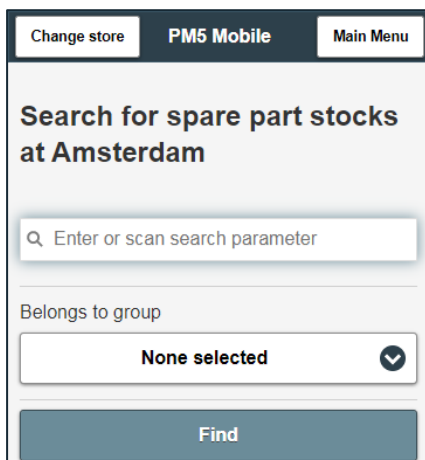 Change store PM5 Mobile Main Menu
Search for spare part stocks
at Amsterdam
Enter or scan search parameter
Belongs to group
None selected
Find